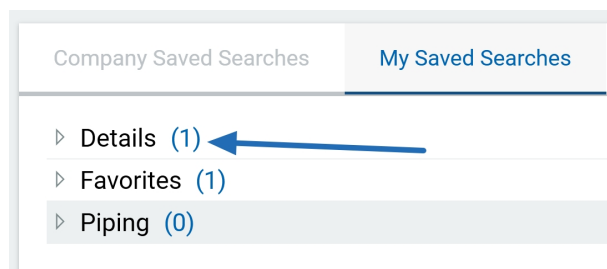 Company Saved Searches My Saved Searches
Details (1)
Favorites (1)
Piping (0)